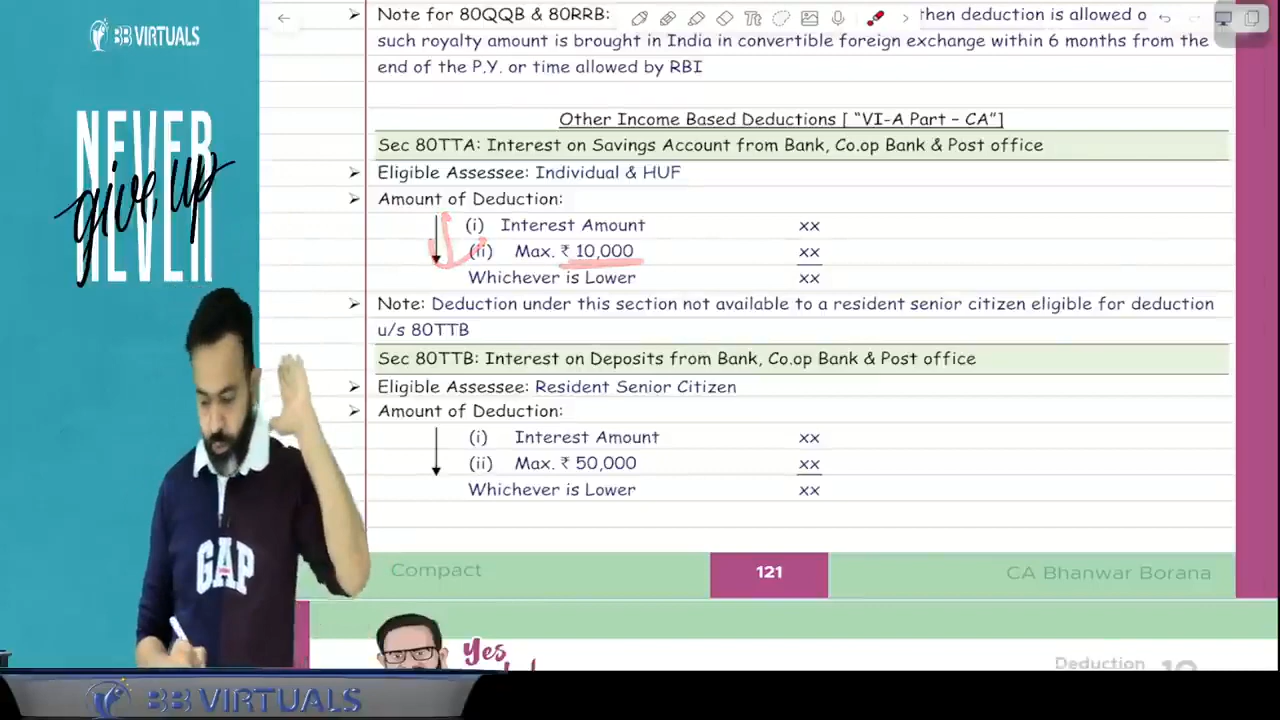 BB VIRTUALS
NEVER
give up
NEVER
Note for 80QQB & 80RRB:
then deduction is allowed o
such royalty amount is brought in India in convertible foreign exchange within 6 months from the
end of the P.Y. or time allowed by RBI
Other Income Based Deductions [ “VI-A Part – CA”]
Sec 80TTA: Interest on Savings Account from Bank, Co.op Bank & Post office
Eligible Assessee: Individual & HUF
Amount of Deduction:
(i) Interest Amount xx
(ii) Max. ₹ 10,000 xx
Whichever is Lower xx
Note: Deduction under this section not available to a resident senior citizen eligible for deduction
u/s 80TTB
Sec 80TTB: Interest on Deposits from Bank, Co.op Bank & Post office
Eligible Assessee: Resident Senior Citizen
Amount of Deduction:
(i) Interest Amount xx
(ii) Max. ₹ 50,000 xx
Whichever is Lower xx
GAP
Compact 121 CA Bhanwar Borana
Yes
Deduction
BB VIRTUALS